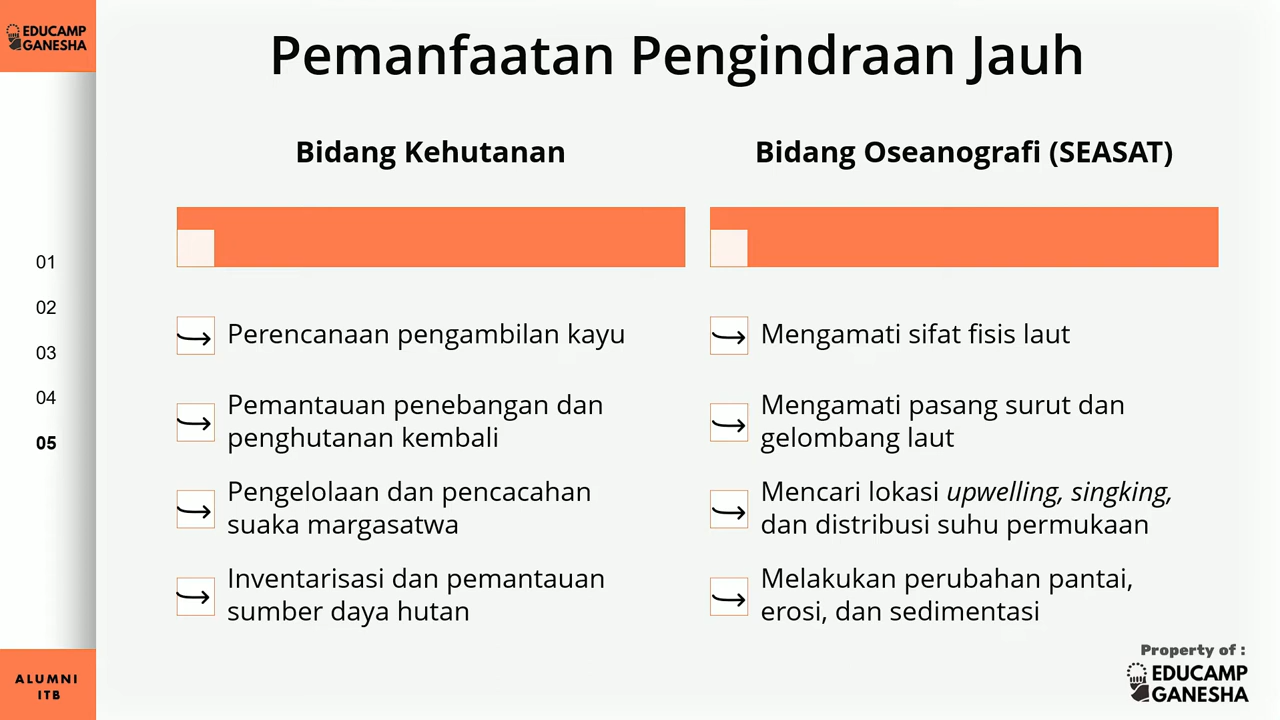 EDUCAMP
GANESHA
Pemanfaatan Pengindraan Jauh
Bidang Kehutanan
Bidang Oseanografi (SEASAT)
01
02
03
04
05
Perencanaan pengambilan kayu
Pemantauan penebangan dan
penghutanan kembali
Pengelolaan dan pencacahan
suaka margasatwa
Inventarisasi dan pemantauan
sumber daya hutan
Mengamati sifat fisis laut
Mengamati pasang surut dan
gelombang laut
Mencari lokasi upwelling, singking,
dan distribusi suhu permukaan
Melakukan perubahan pantai,
erosi, dan sedimentasi
ALUMNI
ITB
Property of :
EDUCAMP
GANESHA